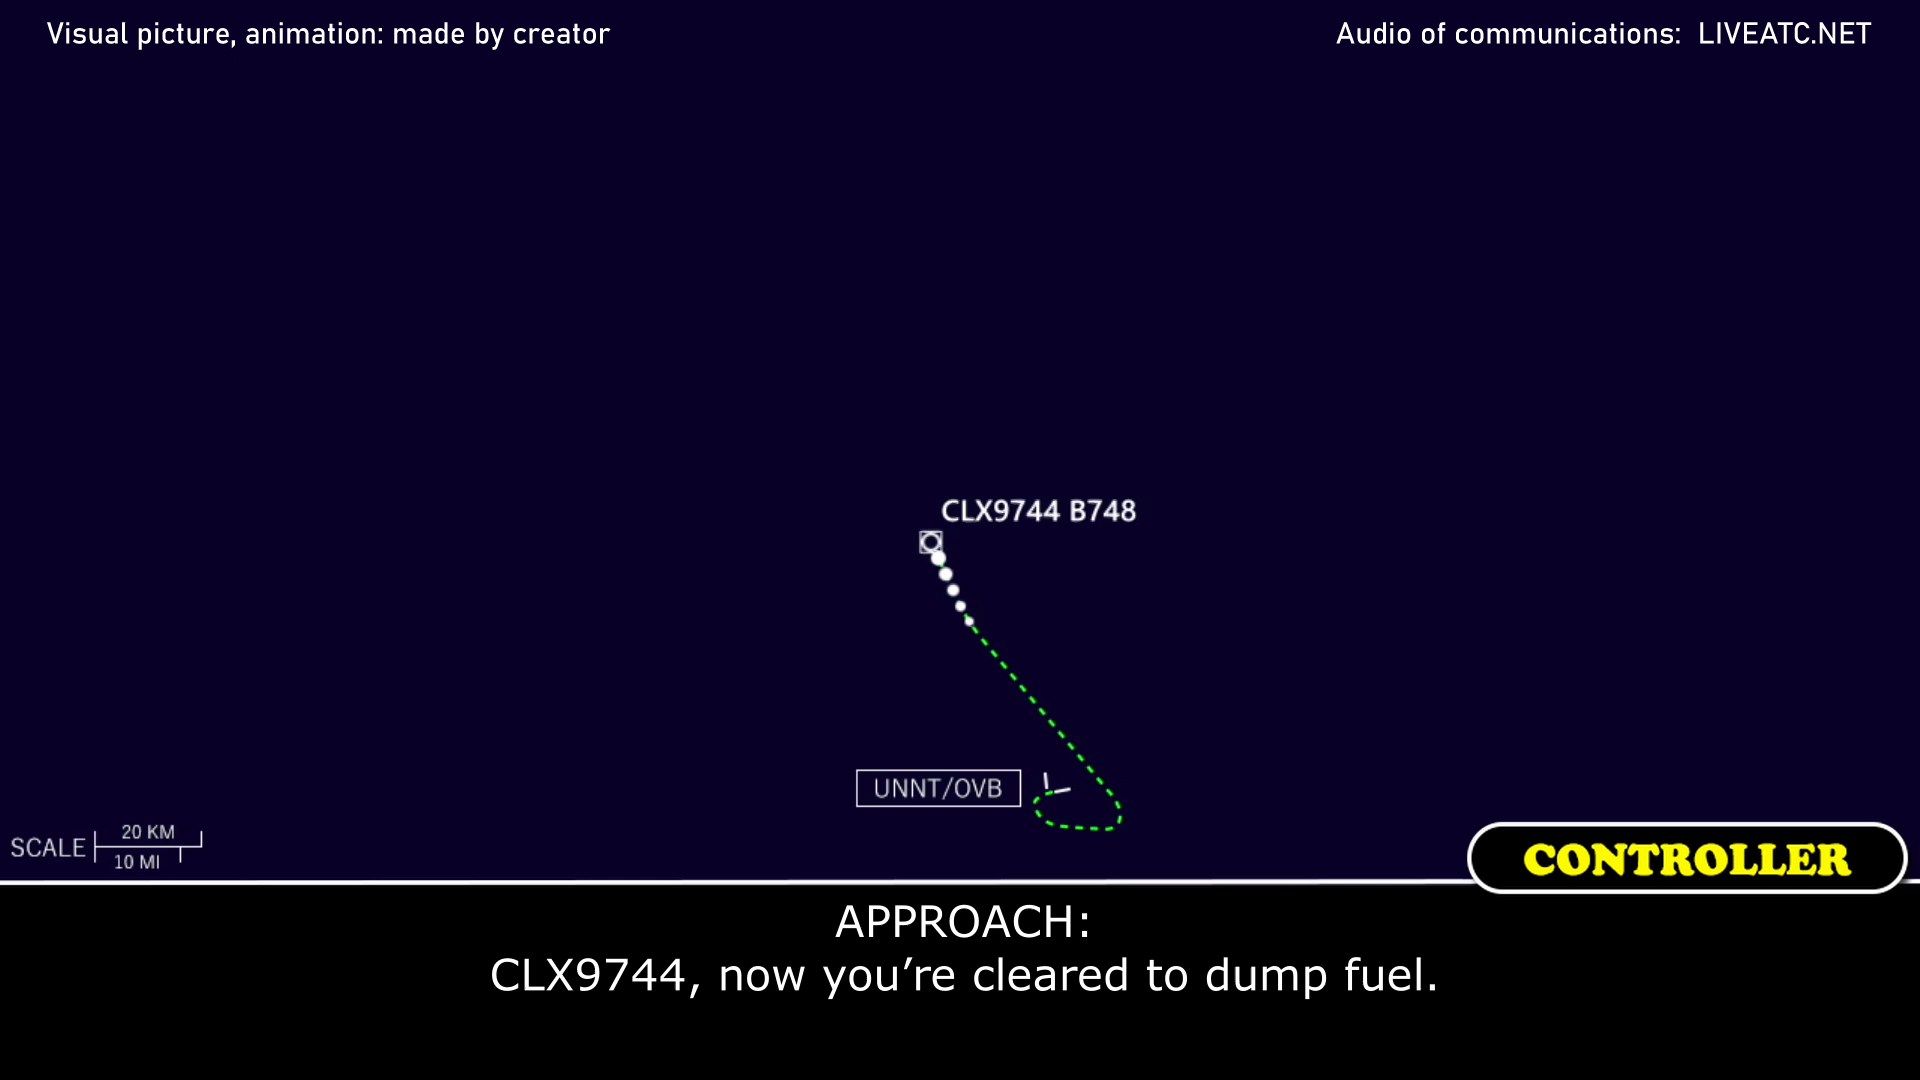 Visual picture, animation: made by creator
Audio of communications: LIVEATC.NET
CLX9744 B748
UNNT/OVB
SCALE
20 KM
10 MI
CONTROLLER
APPROACH:
CLX9744, now you’re cleared to dump fuel.